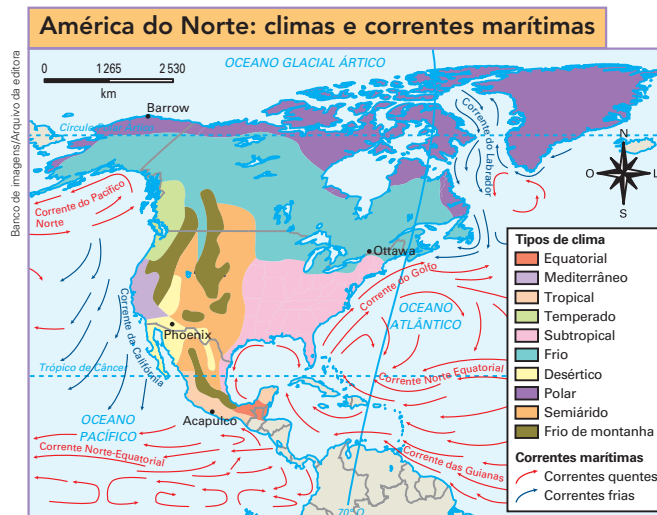 América do Norte: climas e correntes marítimas
Banco de imagens/Arquivo da editora
0 1 265 2 530
km
OCEANO GLACIAL ÁRTICO
Barrow
Círculo Polar Ártico
Corrente do Labrador
N
O L
S
Corrente do Pacífico
Norte
Ottawa
Corrente do Golfo
OCEANO
ATLÂNTICO
Corrente da Califórnia
Phoenix
Trópico de Câncer
Corrente Norte Equatorial
OCEANO
PACÍFICO
Acapulco
Corrente Norte-Equatorial
Corrente das Guianas
70° O
Tipos de clima
Equatorial
Mediterrâneo
Tropical
Temperado
Subtropical
Frio
Desértico
Polar
Semiárido
Frio de montanha
Correntes marítimas
Correntes quentes
Correntes frias